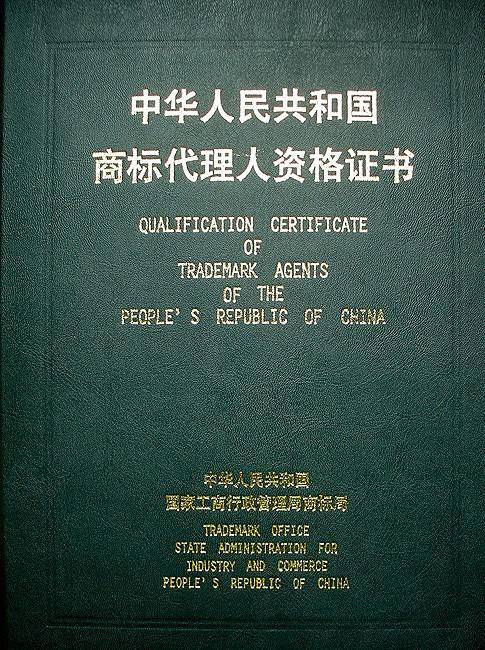 中华人民共和国
商标代理人资格证书
QUALIFICATION CERTIFICATE
OF
TRADEMARK AGENTS
OF THE
PEOPLE'S REPUBLIC OF CHINA
中华人民共和国
国家工商行政管理局商标局
TRADEMARK OFFICE
STATE ADMINISTRATION FOR
INDUSTRY AND COMMERCE
PEOPLE'S REPUBLIC OF CHINA